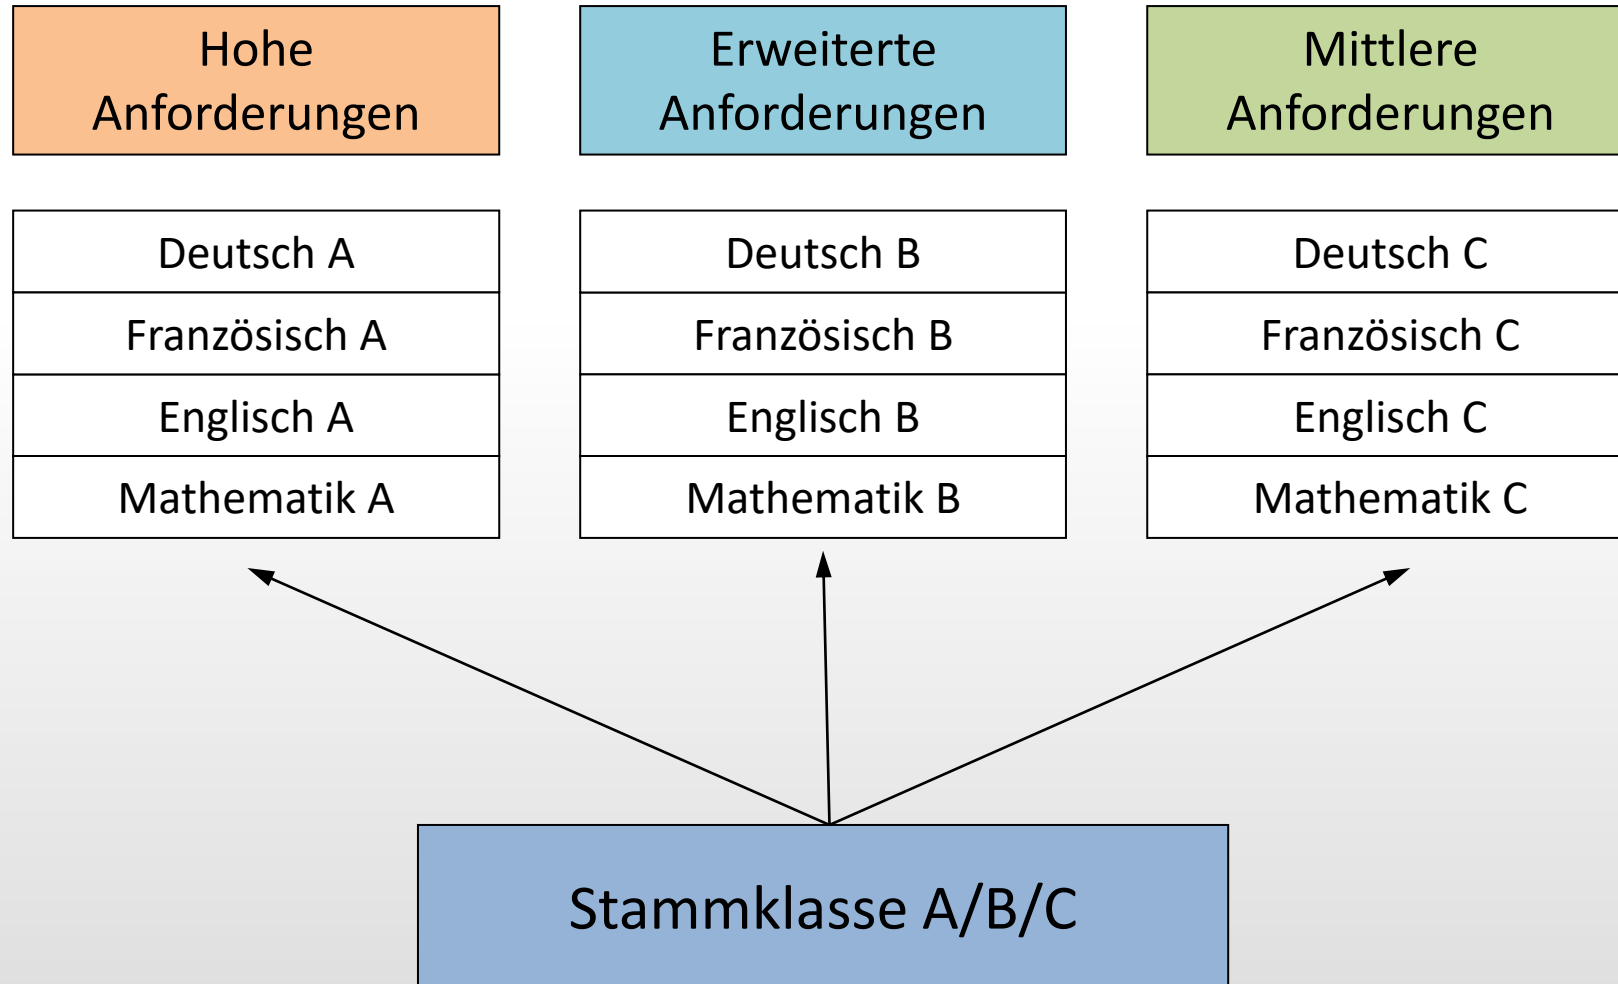 Hohe
Anforderungen
Erweiterte
Anforderungen
Mittlere
Anforderungen
Deutsch A
Französisch A
Englisch A
Mathematik A
Deutsch B
Französisch B
Englisch B
Mathematik B
Deutsch C
Französisch C
Englisch C
Mathematik C
Stammklasse A/B/C